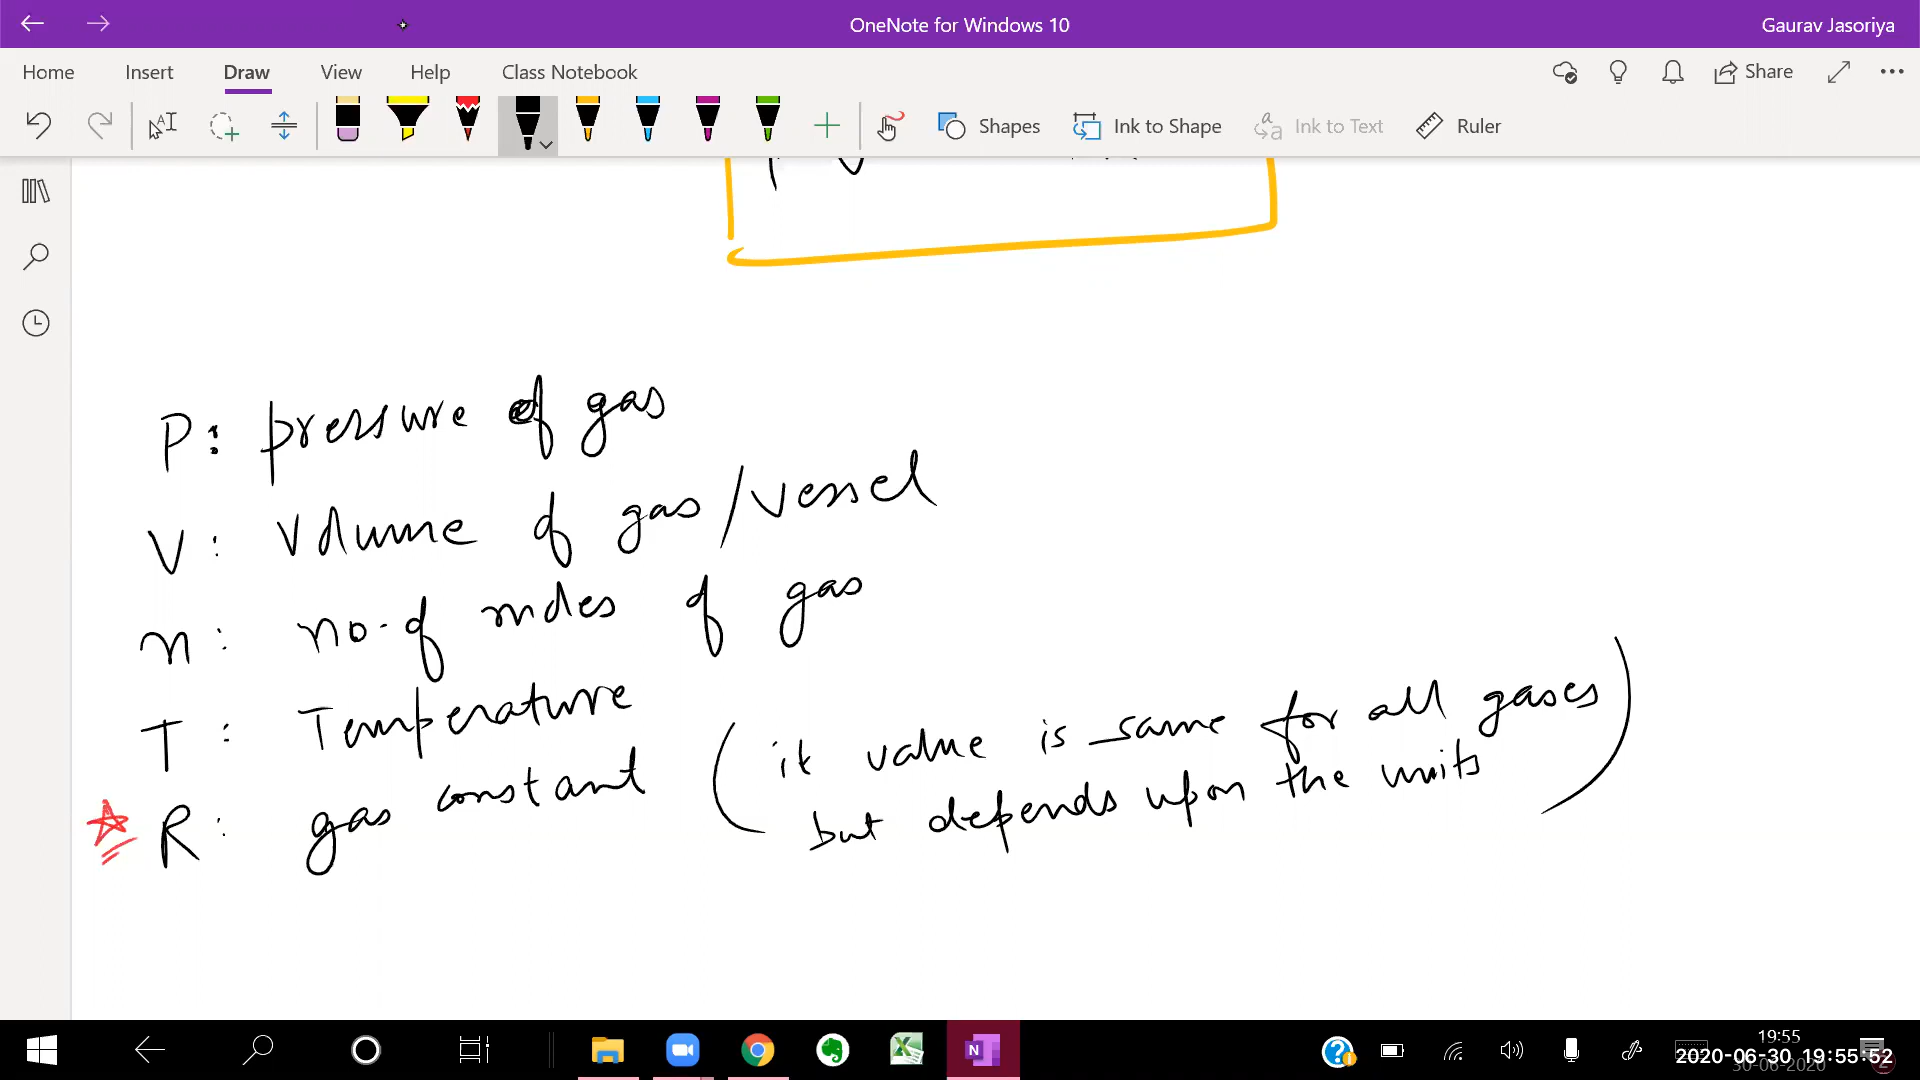 OneNote for Windows 10
Gaurav Jasoriya
Home Insert Draw View Help Class Notebook Share
Shapes Ink to Shape Ink to Text Ruler
P V
P: pressure of gas
V: Volume of gas/vessel
n: no. of moles of gas
T: Temperature
R: gas constant (it value is same for all gases
but depends upon the units)
19:55
2020-06-30 19:55:52
30-06-2020
2